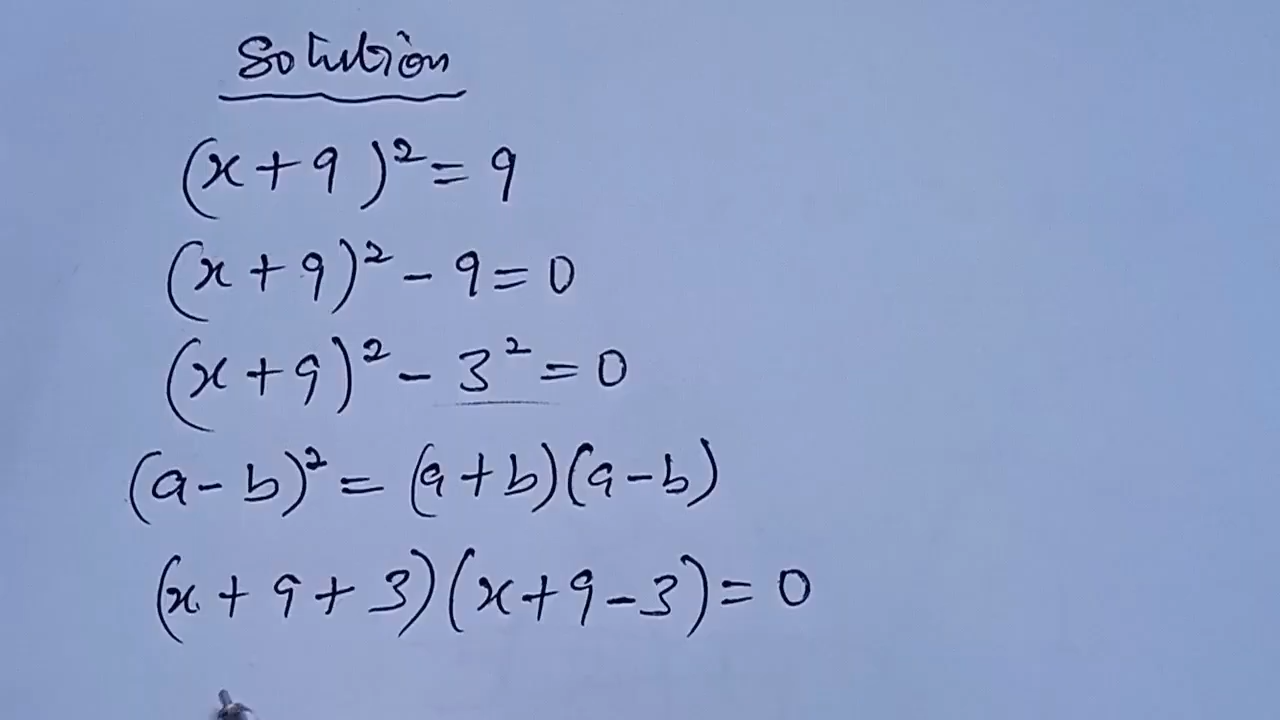 Solution
(x + 9)² = 9
(x + 9)² - 9 = 0
(x + 9)² - 3² = 0
(a - b)² = (a + b)(a - b)
(x + 9 + 3)(x + 9 - 3) = 0